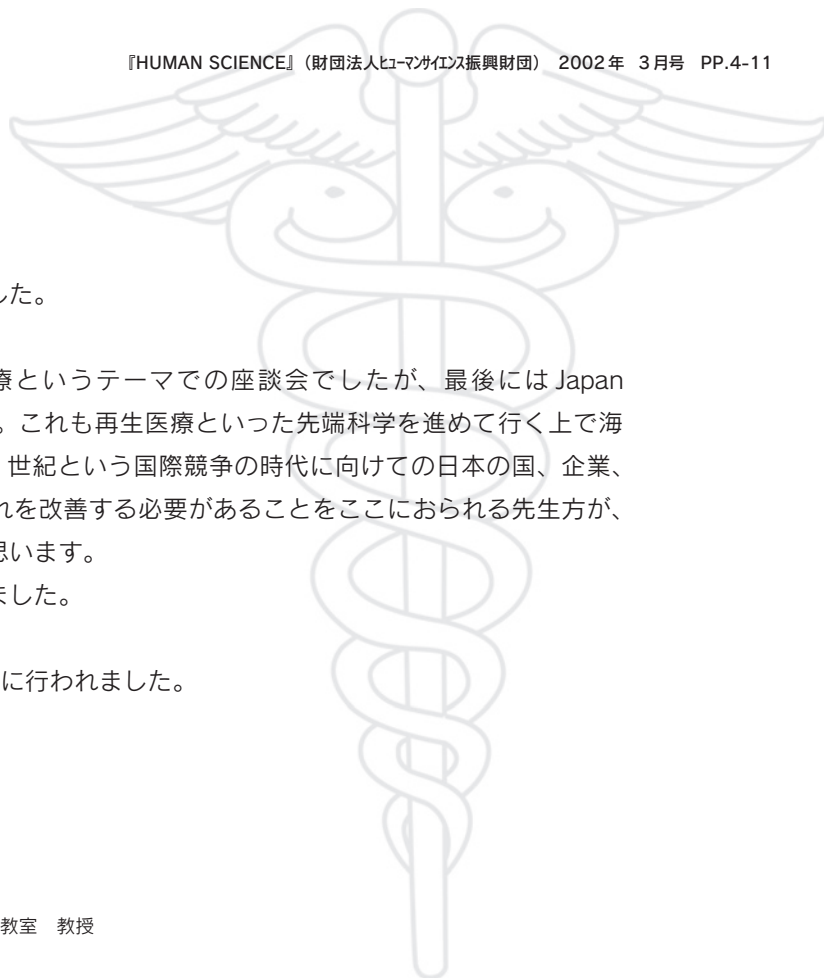 『HUMAN SCIENCE』（財団法人ヒューマンサイエンス振興財団） 2002年 3月号 PP.4-11
した。
療というテーマでの座談会でしたが、最後には Japan
。これも再生医療といった先端科学を進めて行く上で海
世紀という国際競争の時代に向けての日本の国、企業、
れを改善する必要があることをここにおられる先生方が、
思います。
ました。
に行われました。
教室 教授